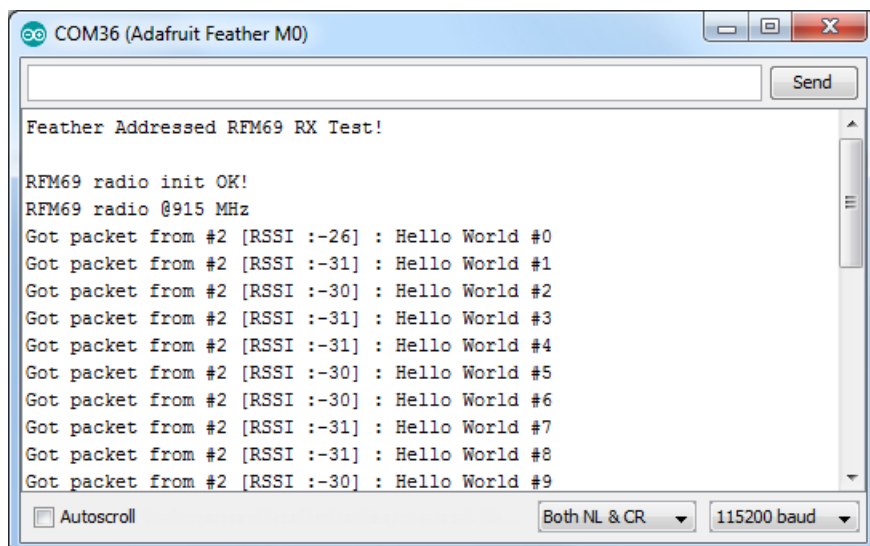 COM36 (Adafruit Feather M0)
Send
Feather Addressed RFM69 RX Test!
RFM69 radio init OK!
RFM69 radio @915 MHz
Got packet from #2 [RSSI :-26] : Hello World #0
Got packet from #2 [RSSI :-31] : Hello World #1
Got packet from #2 [RSSI :-30] : Hello World #2
Got packet from #2 [RSSI :-31] : Hello World #3
Got packet from #2 [RSSI :-31] : Hello World #4
Got packet from #2 [RSSI :-30] : Hello World #5
Got packet from #2 [RSSI :-30] : Hello World #6
Got packet from #2 [RSSI :-31] : Hello World #7
Got packet from #2 [RSSI :-31] : Hello World #8
Got packet from #2 [RSSI :-30] : Hello World #9
Autoscroll Both NL & CR 115200 baud